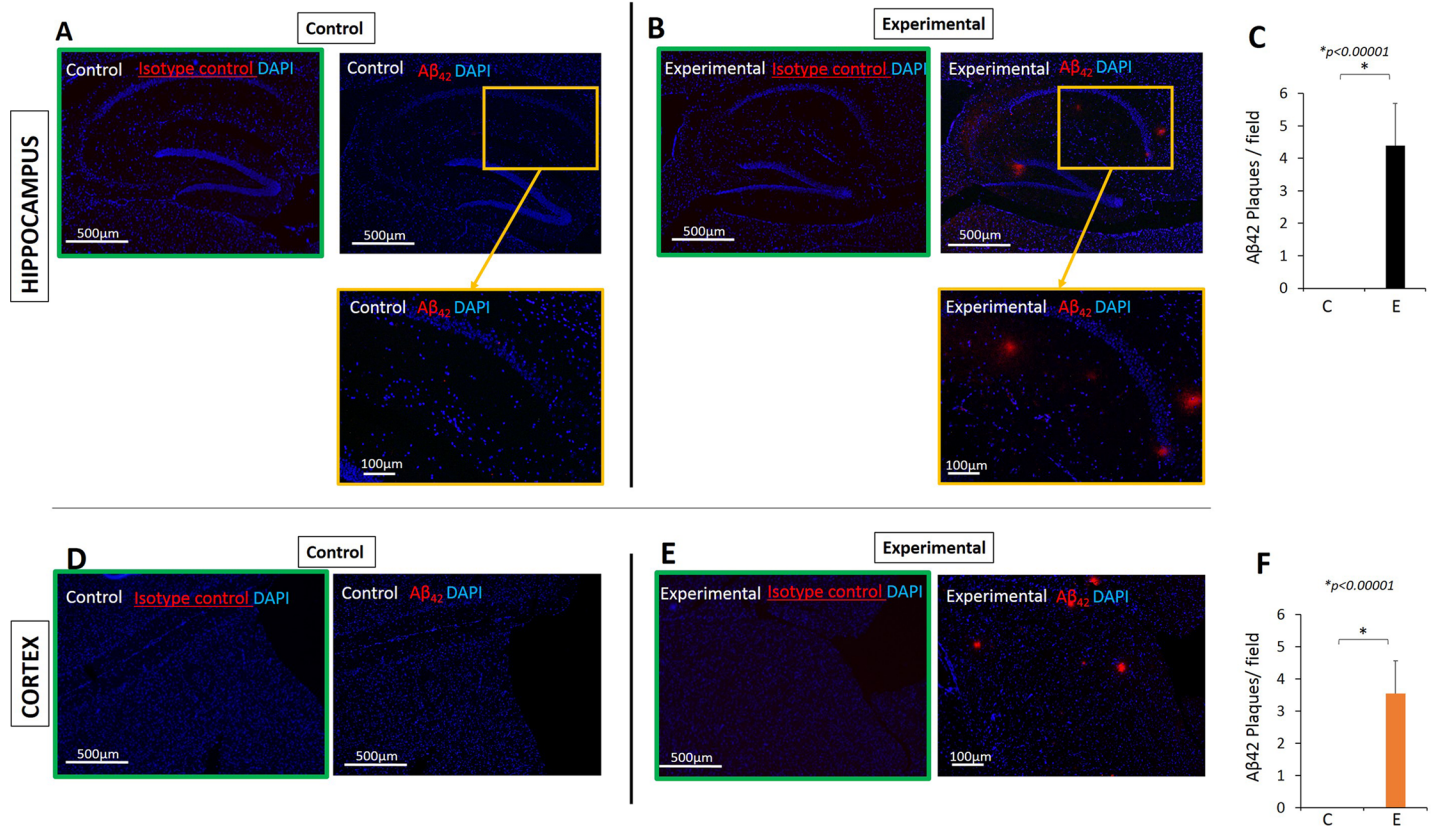 A
Control
B
Experimental
C
HIPPOCAMPUS
Control Isotype control DAPI
500µm
Control Aβ₄₂ DAPI
500µm
Control Aβ₄₂ DAPI
100µm
Experimental Isotype control DAPI
500µm
Experimental Aβ₄₂ DAPI
500µm
Experimental Aβ₄₂ DAPI
100µm
*p<0.00001
*
Aβ42 Plaques / field
6
5
4
3
2
1
0
C E
D
Control
E
Experimental
F
CORTEX
Control Isotype control DAPI
500µm
Control Aβ₄₂ DAPI
500µm
Experimental Isotype control DAPI
500µm
Experimental Aβ₄₂ DAPI
100µm
*p<0.00001
*
Aβ42 Plaques/ field
6
5
4
3
2
1
0
C E